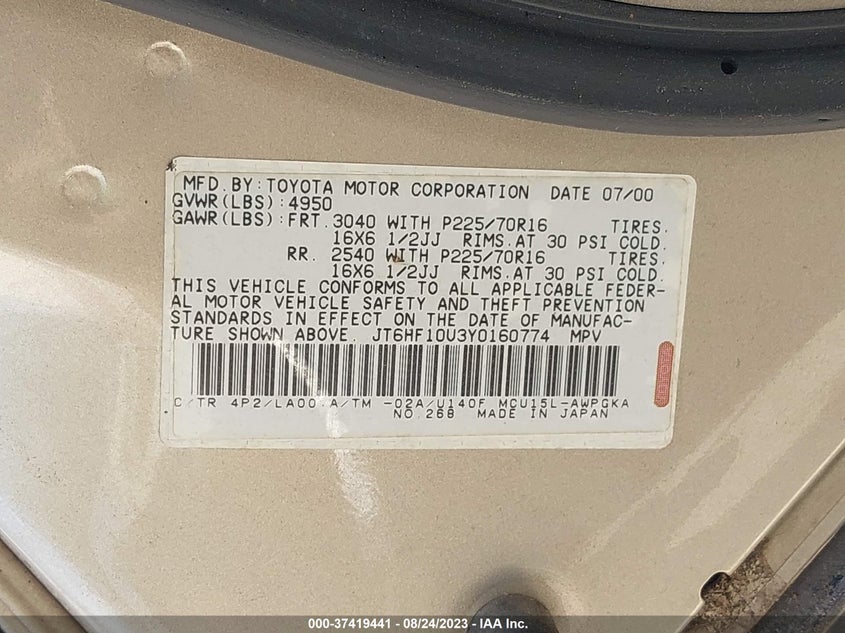 MFD.BY:TOYOTA MOTOR CORPORATION DATE 07/00
GVWR(LBS):4950
GAWR(LBS):FRT.3040 WITH P225/70R16 TIRES.
16X6 1/2JJ RIMS.AT 30 PSI COLD.
RR. 2540 WITH P225/70R16 TIRES.
16X6 1/2JJ RIMS.AT 30 PSI COLD.
THIS VEHICLE CONFORMS TO ALL APPLICABLE FEDER-
AL MOTOR VEHICLE SAFETY AND THEFT PREVENTION
STANDARDS IN EFFECT ON THE DATE OF MANUFAC-
TURE SHOWN ABOVE. JT6HF10U3Y0160774 MPV
C/TR 4P2/LA00-A/TM -02A/U140F MCU15L-AWPGKA
NO.268 MADE IN JAPAN
000-37419441 - 08/24/2023 - IAA Inc.